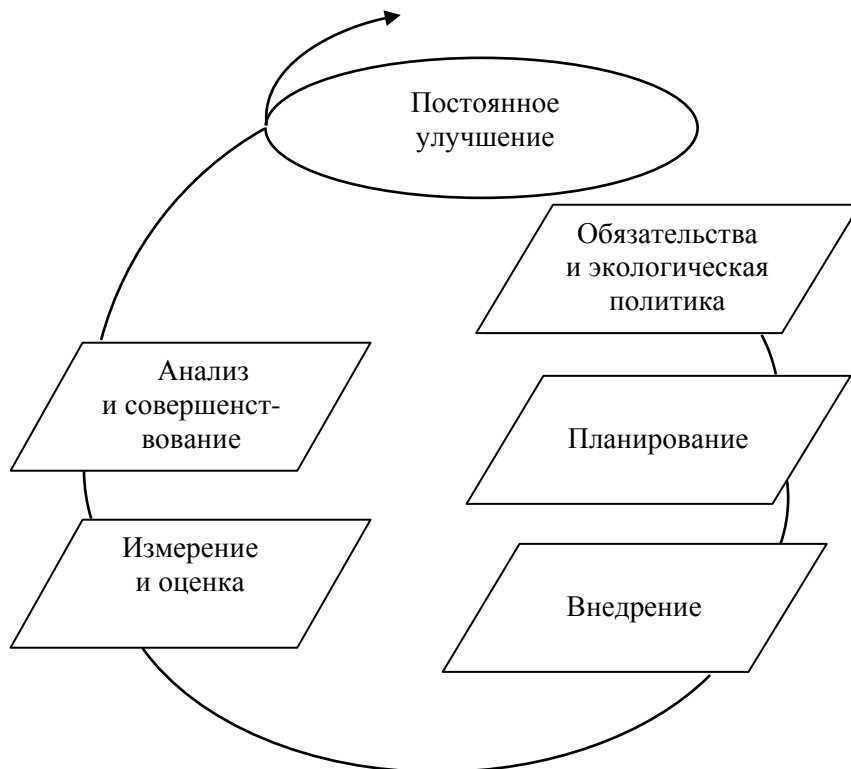 Постоянное
улучшение
Обязательства
и экологическая
политика
Планирование
Внедрение
Измерение
и оценка
Анализ
и совершенст-
вование